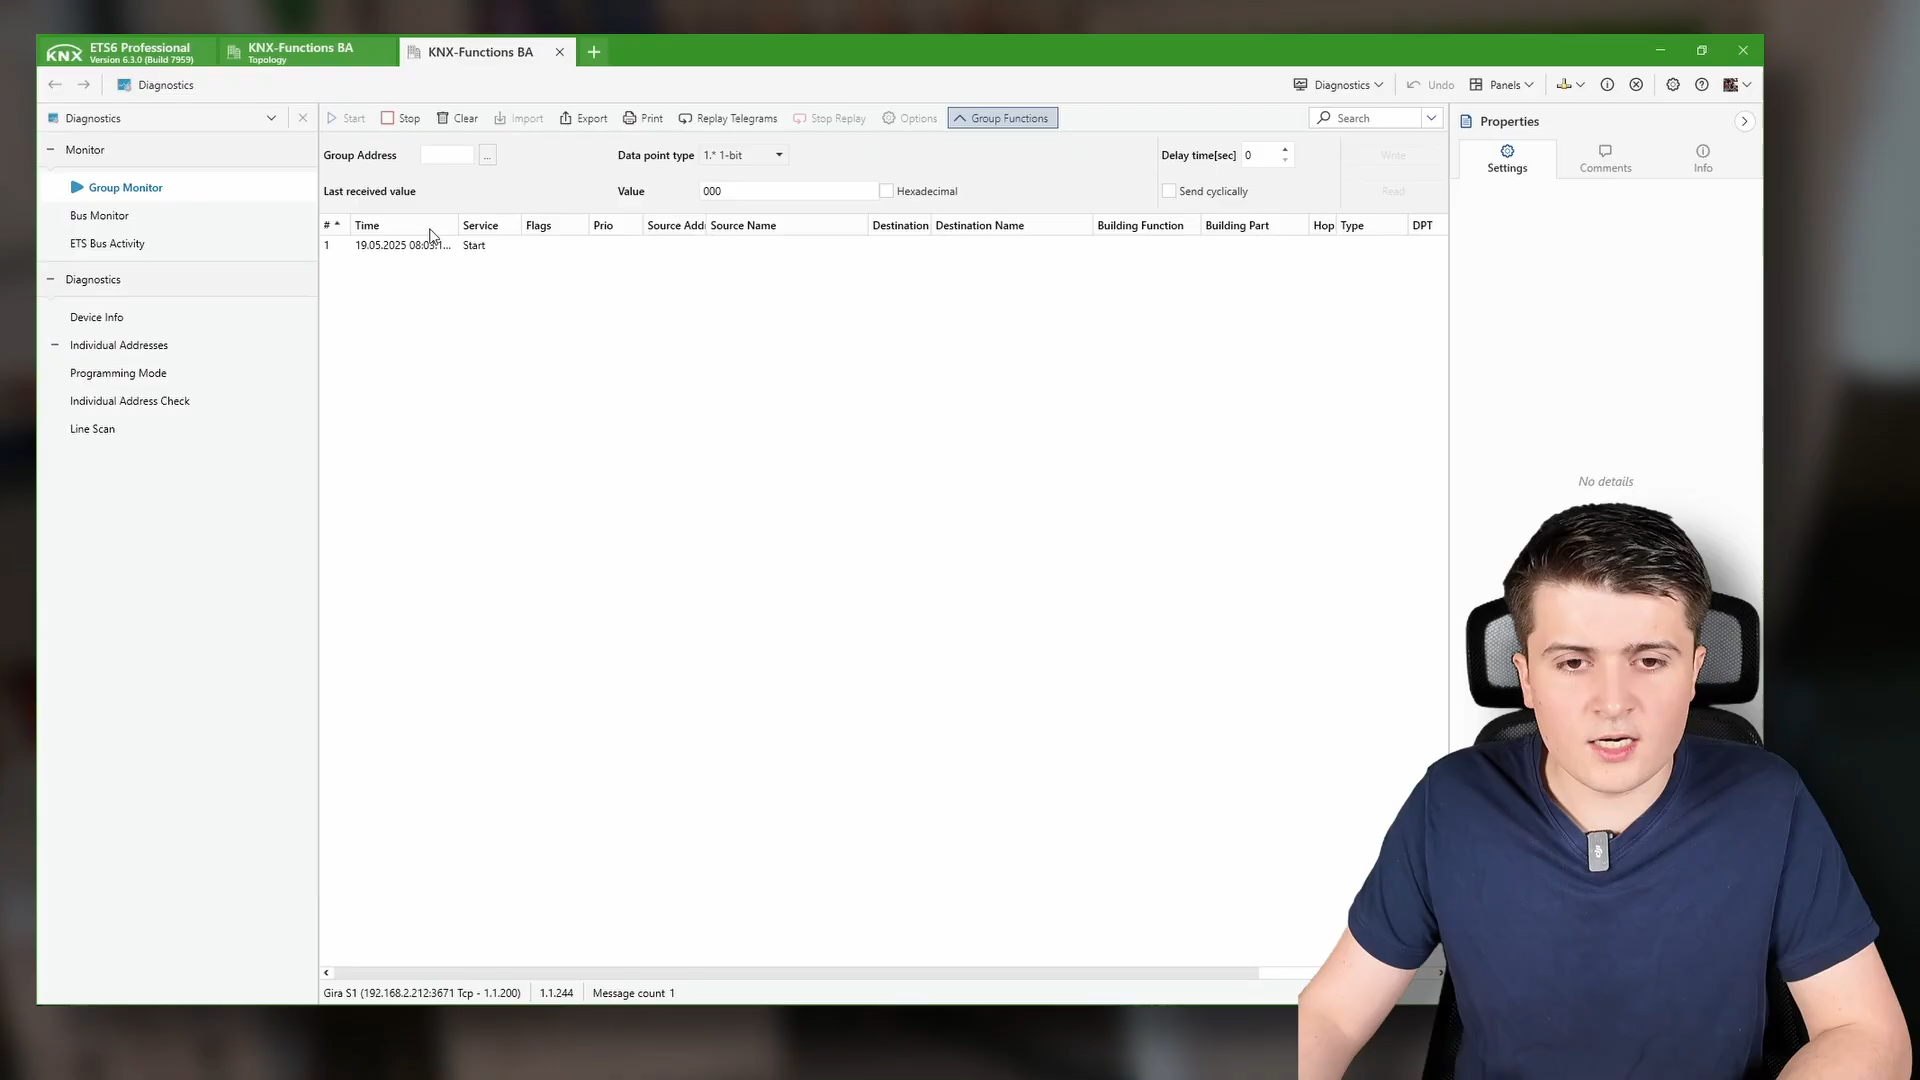 KNX
ETS6 Professional
Version 6.3.0 (Build 7959)
KNX-Functions BA
Topology
KNX-Functions BA
Diagnostics
Diagnostics
Undo
Panels
Diagnostics
Start
Stop
Clear
Import
Export
Print
Replay Telegrams
Stop Replay
Options
Group Functions
Search
Properties
Monitor
Group Address
...
Data point type
1.* 1-bit
Delay time[sec]
0
Write
Settings
Comments
Info
Group Monitor
Last received value
Value
000
Hexadecimal
Send cyclically
Read
Bus Monitor
# Time Service Flags Prio Source Addr Source Name Destination Destination Name Building Function Building Part Hop Type DPT
ETS Bus Activity
1 Start
Diagnostics
Device Info
Individual Addresses
Programming Mode
Individual Address Check
Line Scan
No details
Gira S1 (192.168.2.212:3671 Tcp - 1.1.200)
1.1.244
Message count 1